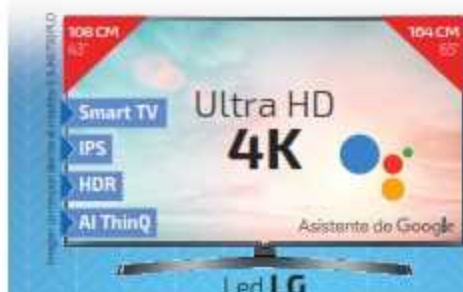 108 CM
43"
164 CM
65"
Smart TV
IPS
HDR
AI ThinQ
Ultra HD
4K
Asistente de Google
Led LG